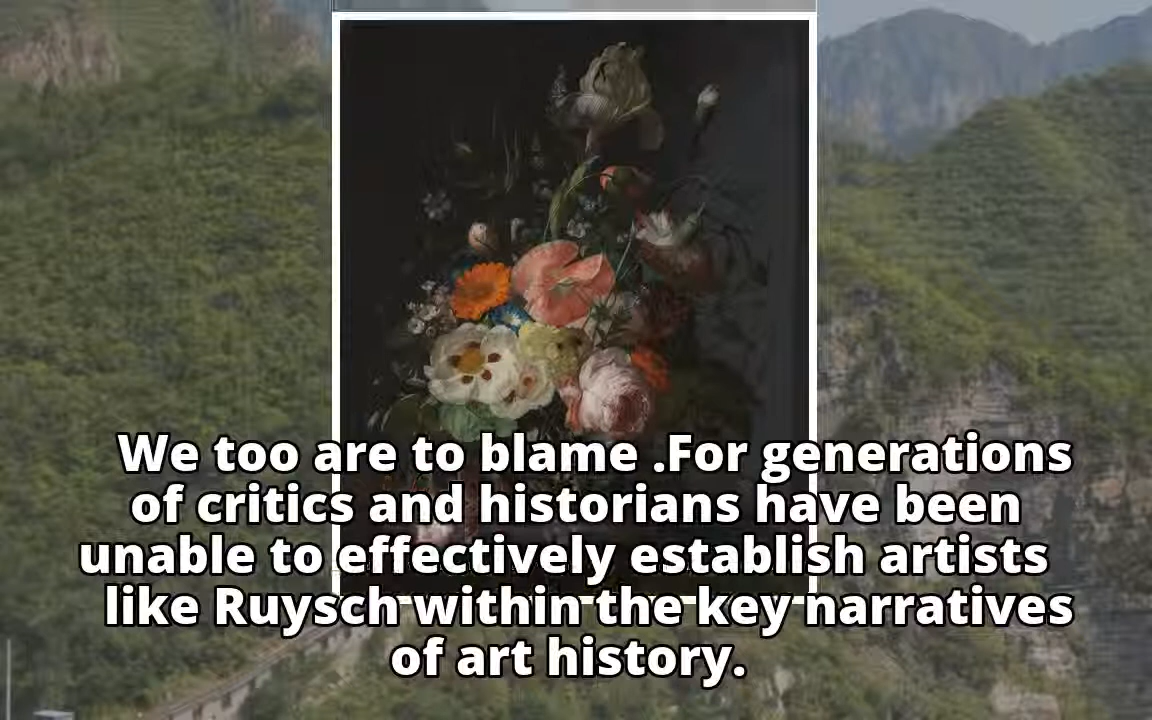 We too are to blame .For generations
of critics and historians have been
unable to effectively establish artists
like Ruysch within the key narratives
of art history.